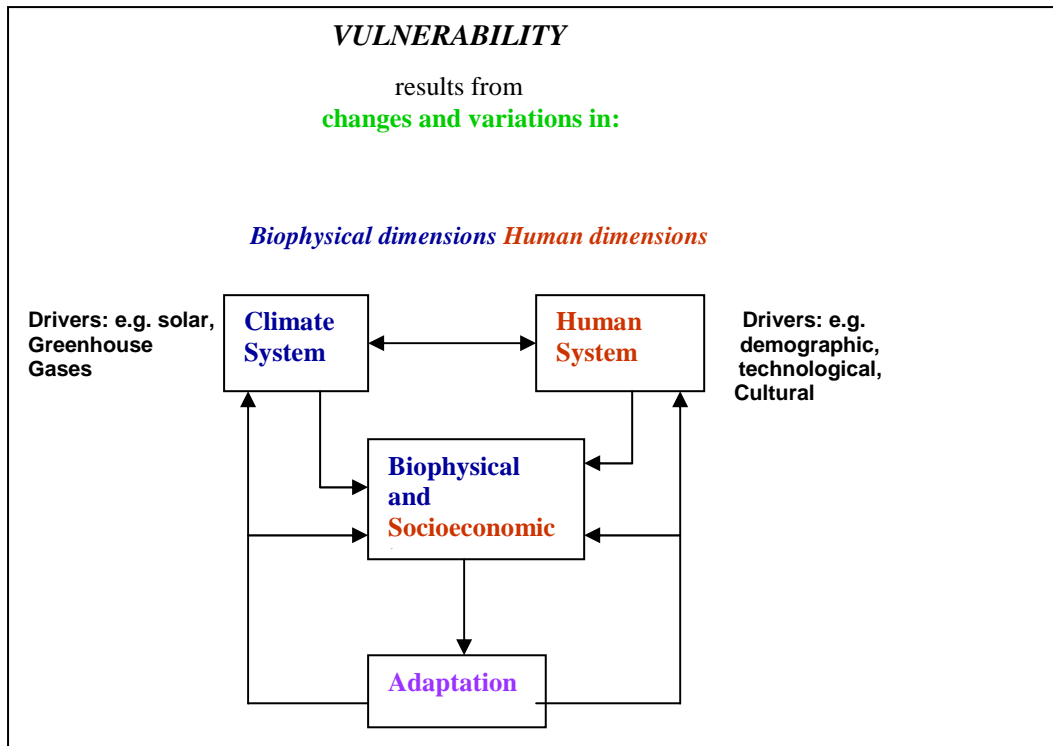 VULNERABILITY
results from
changes and variations in:
Biophysical dimensions Human dimensions
Drivers: e.g. solar,
Greenhouse
Gases
Climate
System
Human
System
Drivers: e.g.
demographic,
technological,
Cultural
Biophysical
and
Socioeconomic
Adaptation